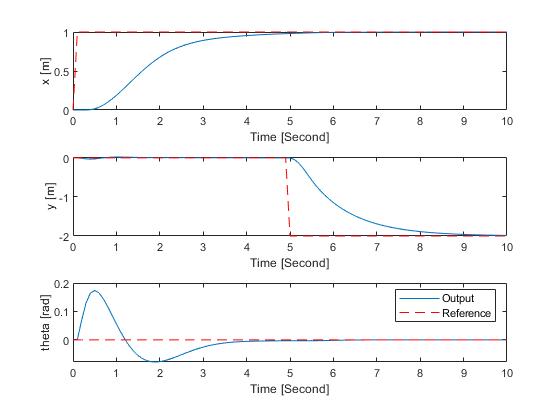 1
0.5
0
x [m]
0 1 2 3 4 5 6 7 8 9 10
Time [Second]
0
-1
-2
y [m]
0 1 2 3 4 5 6 7 8 9 10
Time [Second]
0.2
0.1
0
theta [rad]
Output
Reference
0 1 2 3 4 5 6 7 8 9 10
Time [Second]